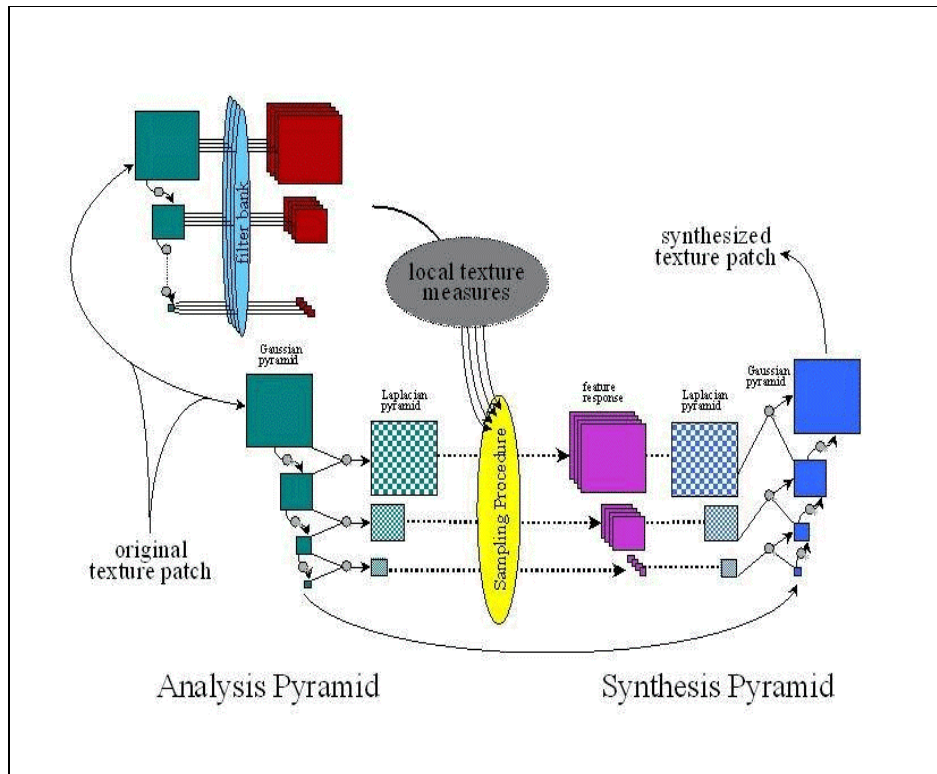 filter bank
local texture
measures
synthesized
texture patch
Gaussian
pyramid
Laplacian
pyramid
Sampling Procedure
feature
response
Laplacian
pyramid
Gaussian
pyramid
original
texture patch
Analysis Pyramid
Synthesis Pyramid